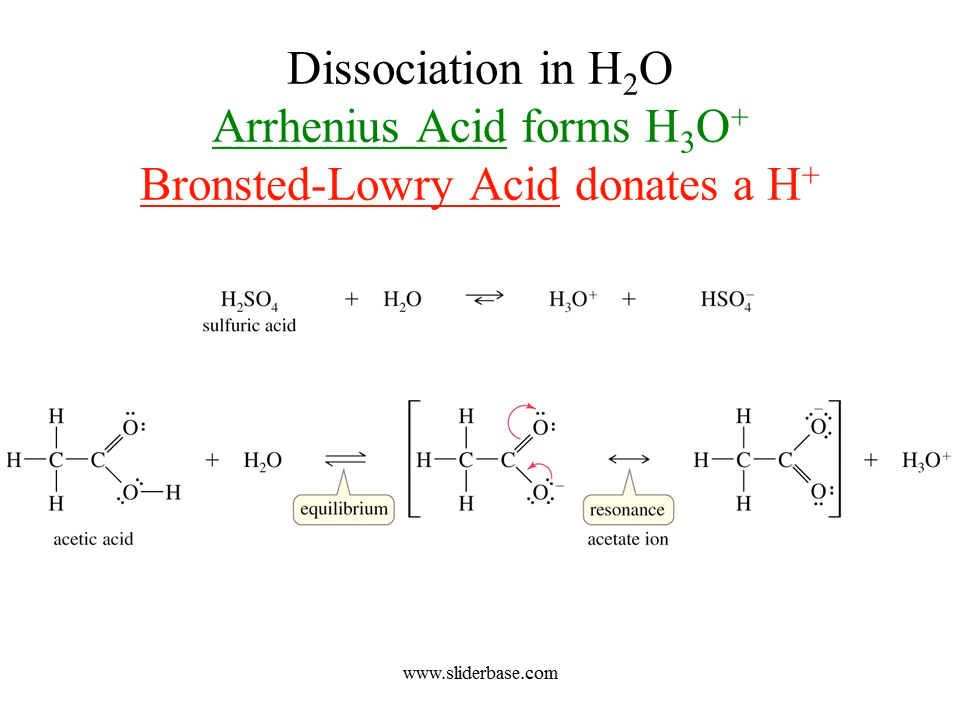 Dissociation in H₂O
Arrhenius Acid forms H₃O⁺
Bronsted-Lowry Acid donates a H⁺
H₂SO₄ + H₂O ⇌ H₃O⁺ + HSO₄⁻
sulfuric acid
H H H
O: O: O:⁻
H—C—C + H₂O ⇌ [ H—C—C ↔ H—C—C ] + H₃O⁺
O—H O:⁻ O:
H H H
equilibrium resonance
acetic acid acetate ion
www.sliderbase.com